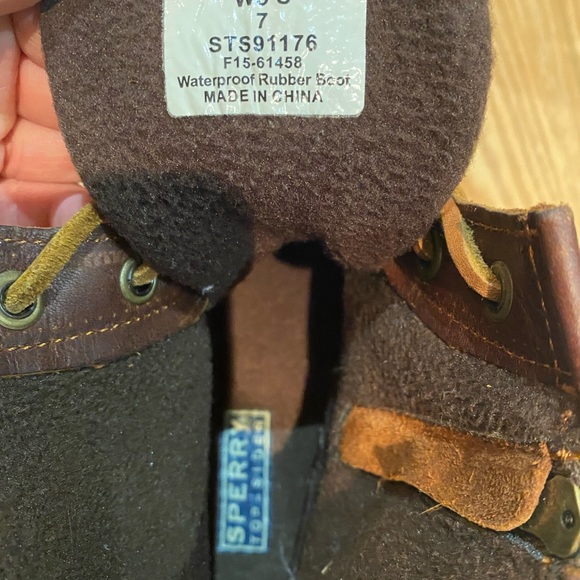 7
STS91176
F15-61458
Waterproof Rubber Boot
MADE IN CHINA
SPERRY
TOP-SIDER